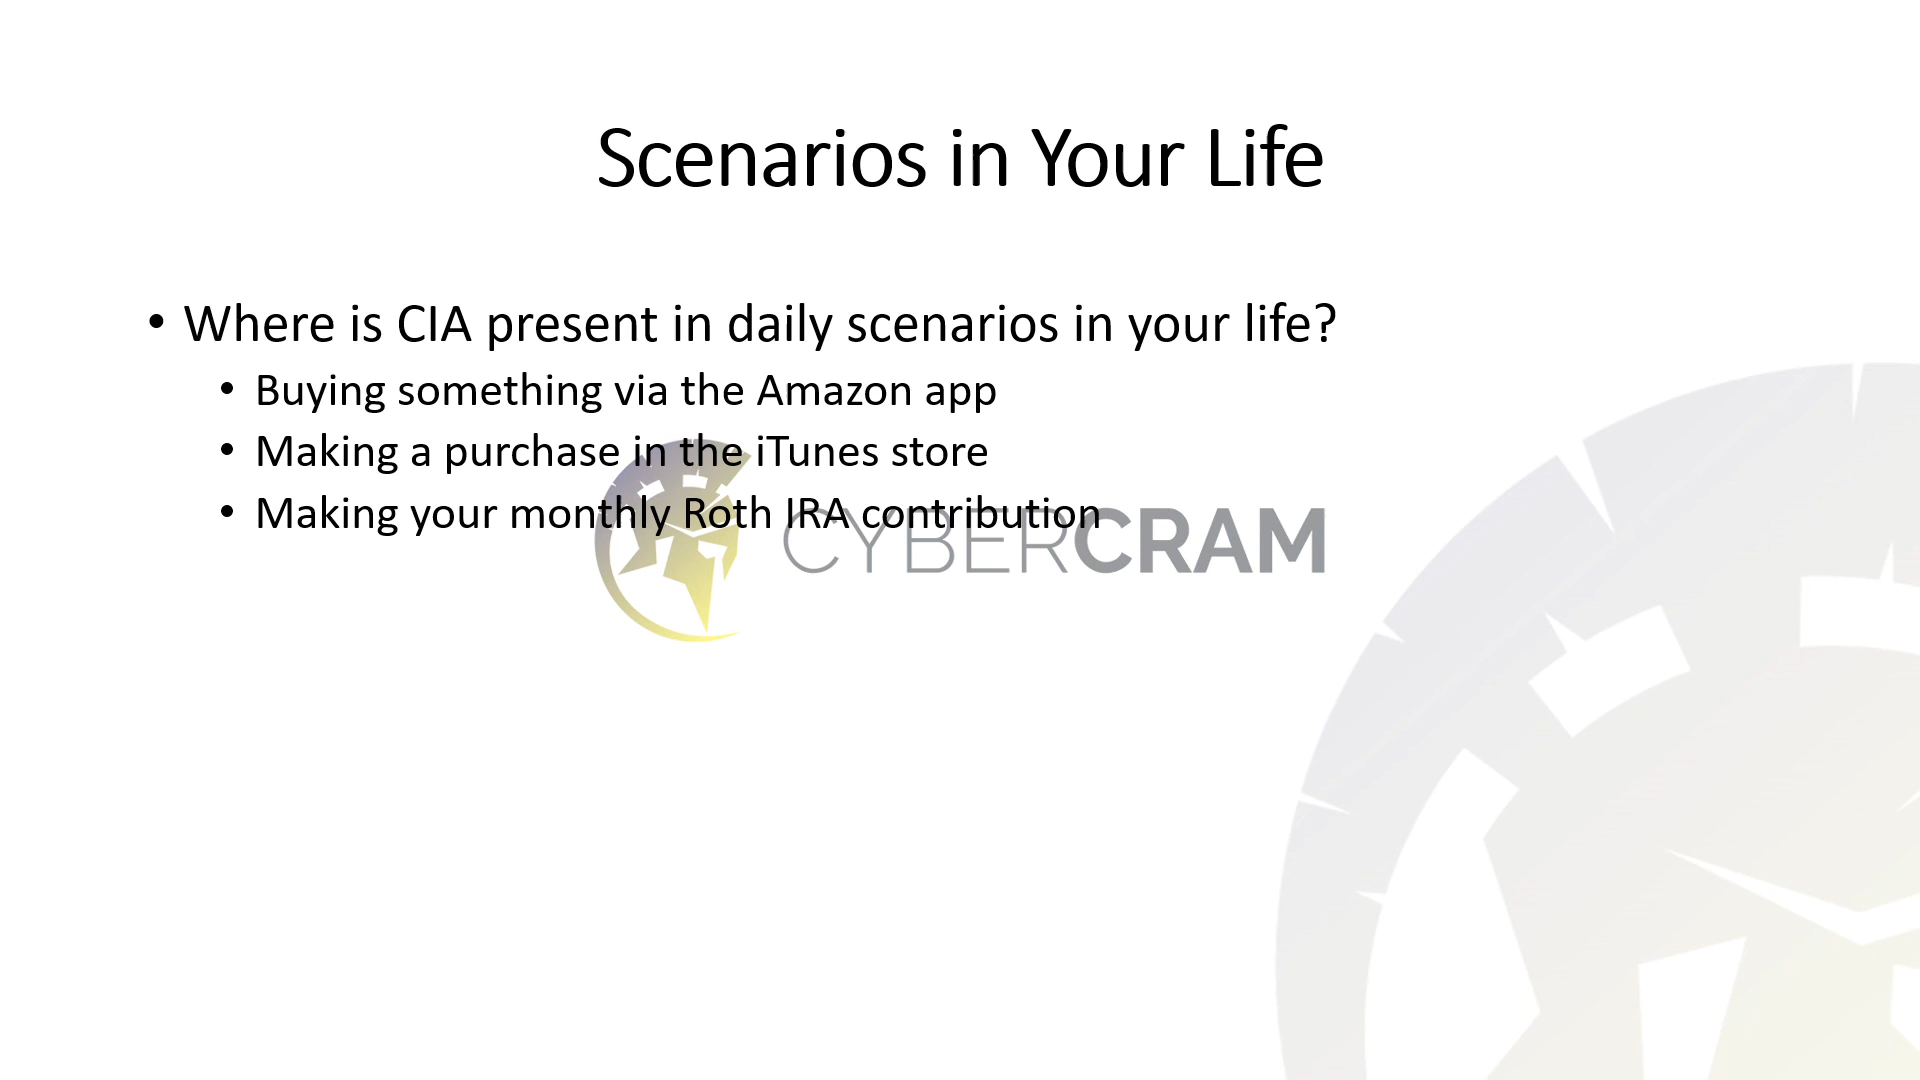 Scenarios in Your Life
• Where is CIA present in daily scenarios in your life?
• Buying something via the Amazon app
• Making a purchase in the iTunes store
• Making your monthly Roth IRA contribution
CYBERCRAM